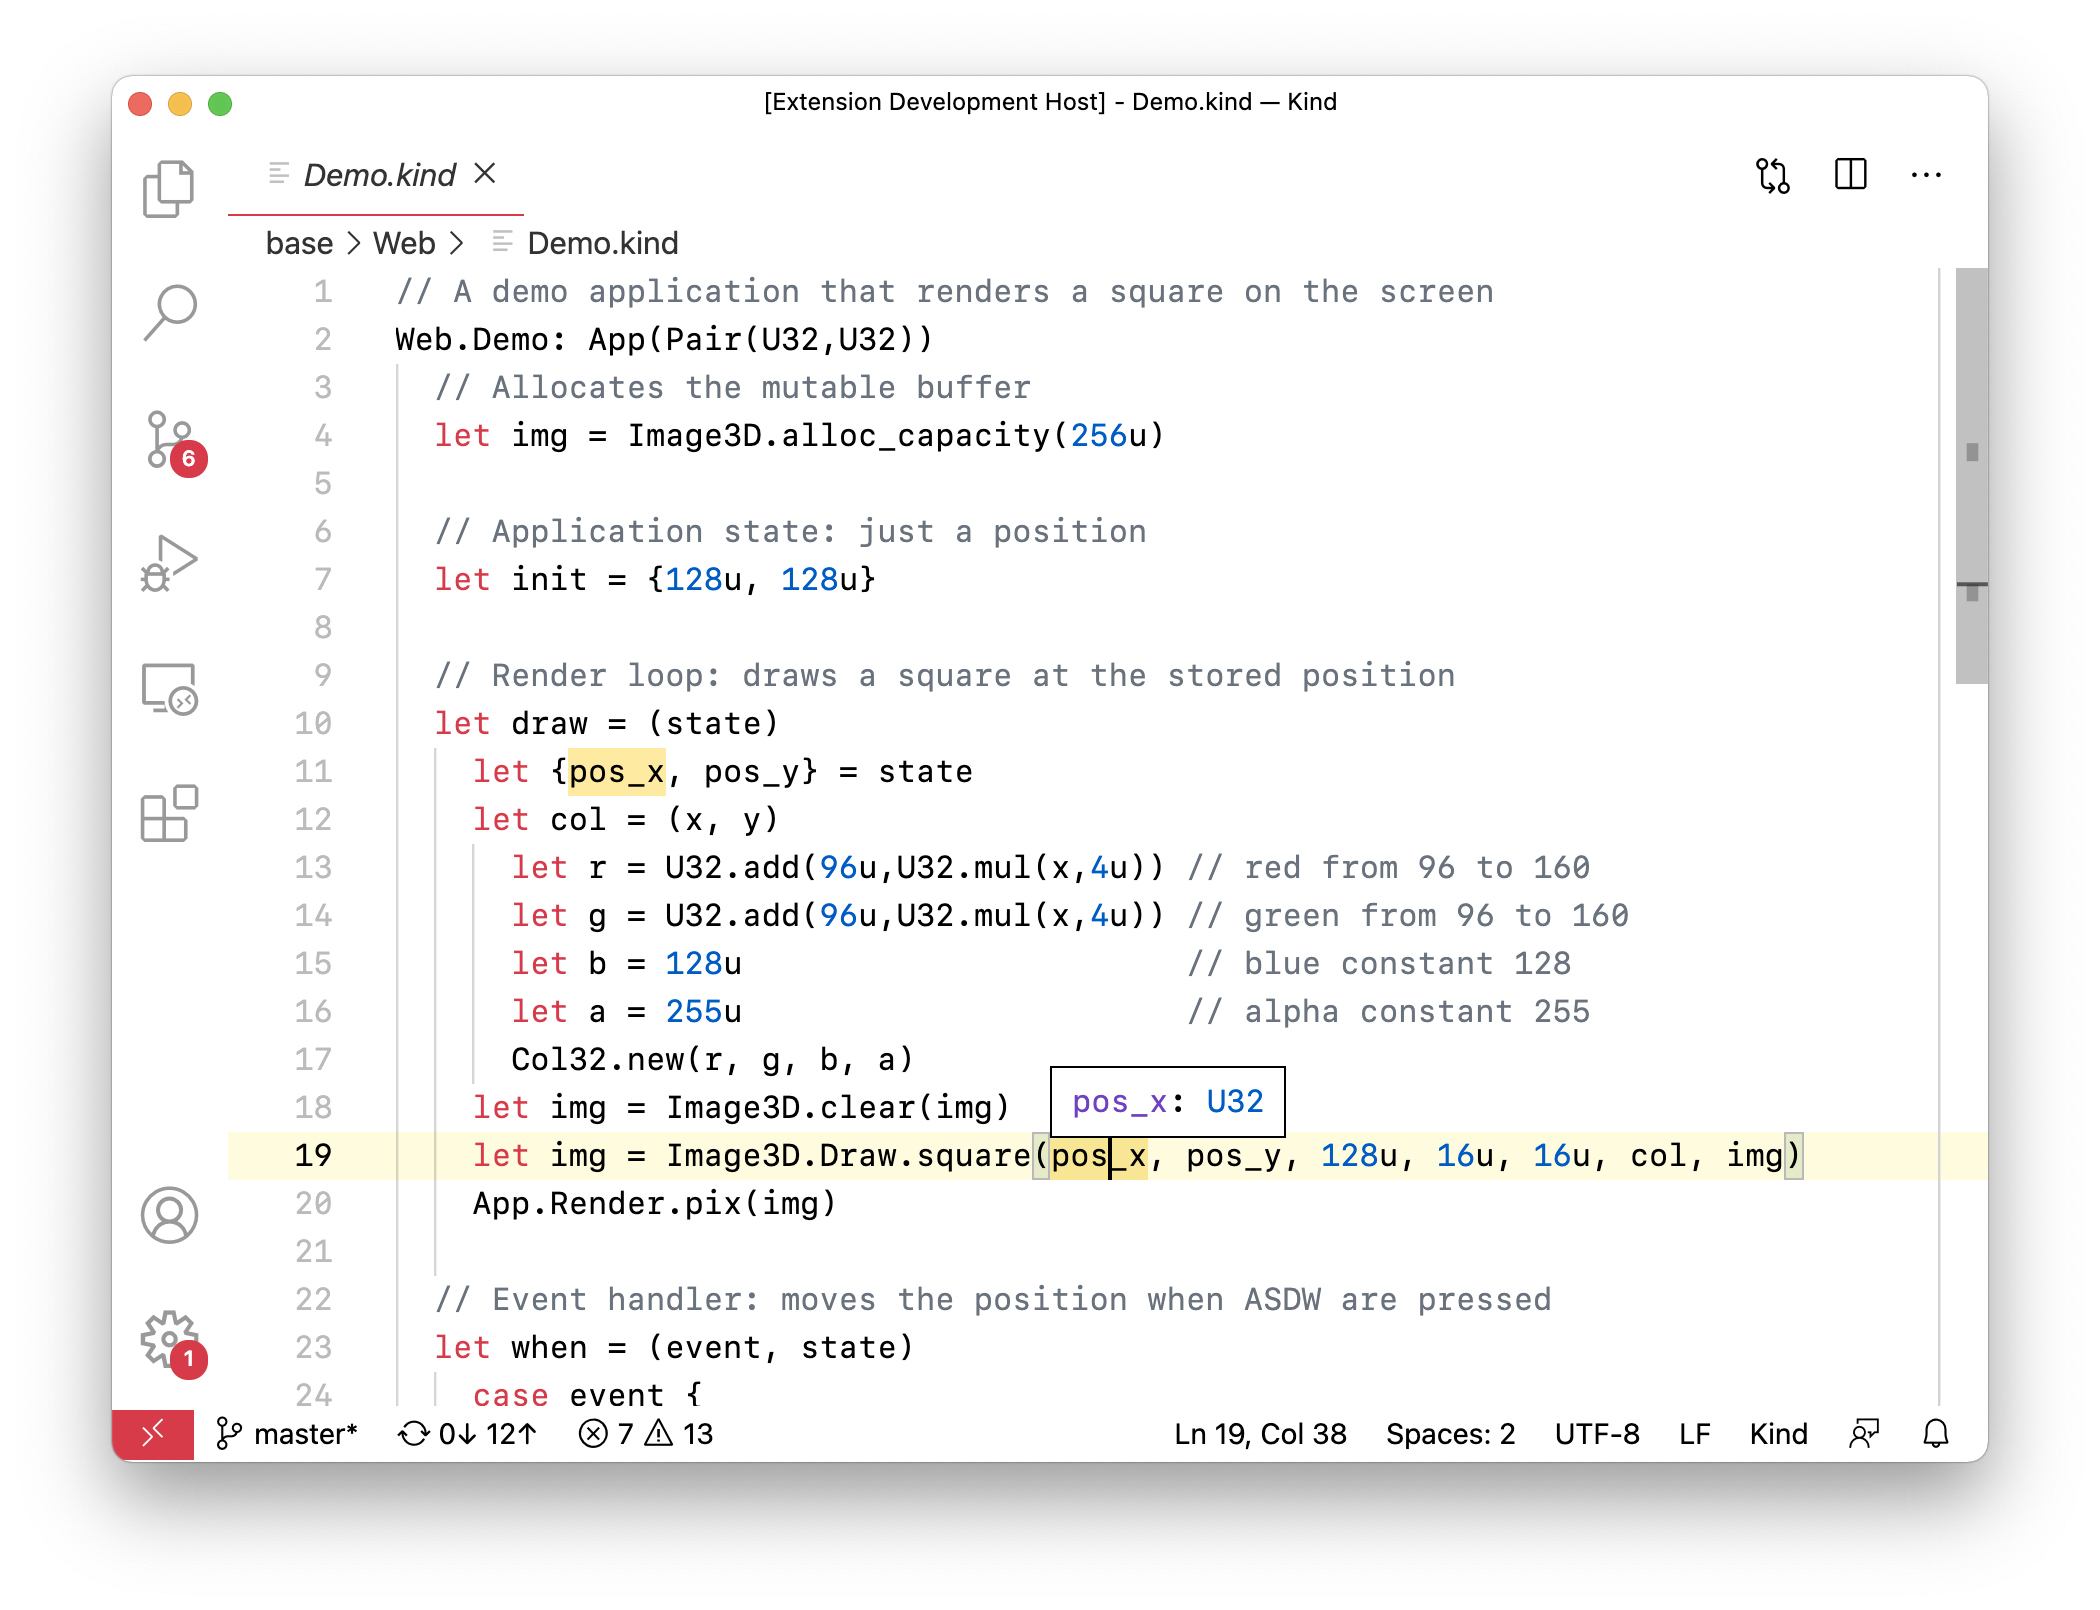 [Extension Development Host] - Demo.kind — Kind
Demo.kind
base > Web > Demo.kind
1 // A demo application that renders a square on the screen
2 Web.Demo: App(Pair(U32,U32))
3 // Allocates the mutable buffer
4 let img = Image3D.alloc_capacity(256u)
5
6 // Application state: just a position
7 let init = {128u, 128u}
8
9 // Render loop: draws a square at the stored position
10 let draw = (state)
11 let {pos_x, pos_y} = state
12 let col = (x, y)
13 let r = U32.add(96u,U32.mul(x,4u)) // red from 96 to 160
14 let g = U32.add(96u,U32.mul(x,4u)) // green from 96 to 160
15 let b = 128u // blue constant 128
16 let a = 255u // alpha constant 255
17 Col32.new(r, g, b, a)
18 let img = Image3D.clear(img)
pos_x: U32
19 let img = Image3D.Draw.square(pos_x, pos_y, 128u, 16u, 16u, col, img)
20 App.Render.pix(img)
21
22 // Event handler: moves the position when ASDW are pressed
23 let when = (event, state)
24 case event {
6
1
master* 0↓ 12↑ 7 13 Ln 19, Col 38 Spaces: 2 UTF-8 LF Kind